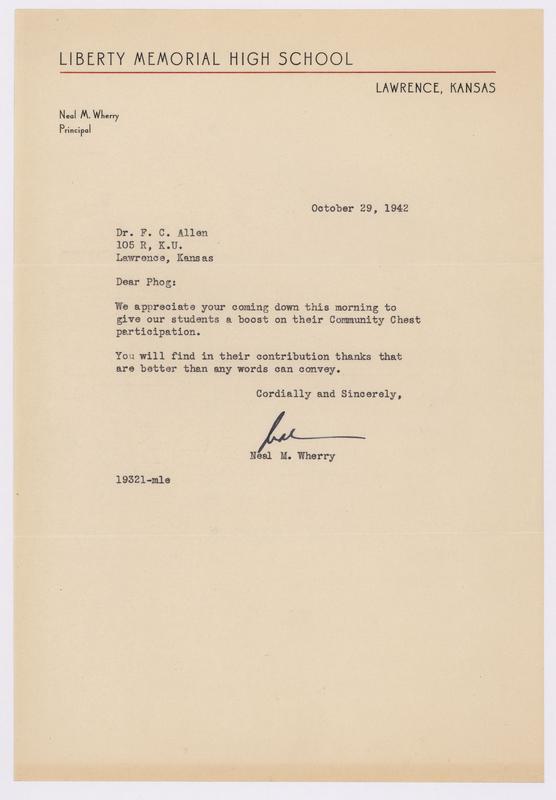 LIBERTY MEMORIAL HIGH SCHOOL
LAWRENCE, KANSAS
Neal M. Wherry
Principal
October 29, 1942
Dr. F. C. Allen
105 R, K.U.
Lawrence, Kansas
Dear Phog:
We appreciate your coming down this morning to
give our students a boost on their Community Chest
participation.
You will find in their contribution thanks that
are better than any words can convey.
Cordially and Sincerely,
Neal
Neal M. Wherry
19321-mle